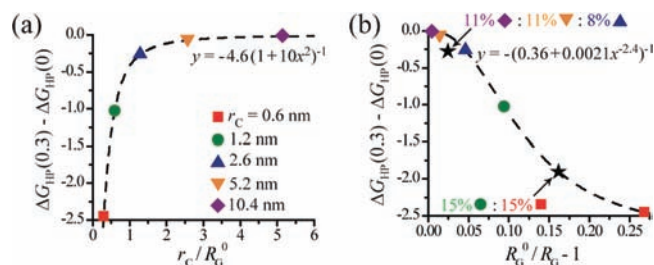 (a)
ΔG_HP(0.3) - ΔG_HP(0)
0.0
-0.5
-1.0
-1.5
-2.0
-2.5
y = -4.6(1+10x²)⁻¹
r_C = 0.6 nm
1.2 nm
2.6 nm
5.2 nm
10.4 nm
0 1 2 3 4 5 6
r_C/R_G⁰
(b)
ΔG_HP(0.3) - ΔG_HP(0)
0.0
-0.5
-1.0
-1.5
-2.0
-2.5
11% : 11% : 8%
y = -(0.36+0.0021x⁻²·⁴)⁻¹
15% : 15%
0.00 0.05 0.10 0.15 0.20 0.25
R_G⁰/R_G - 1